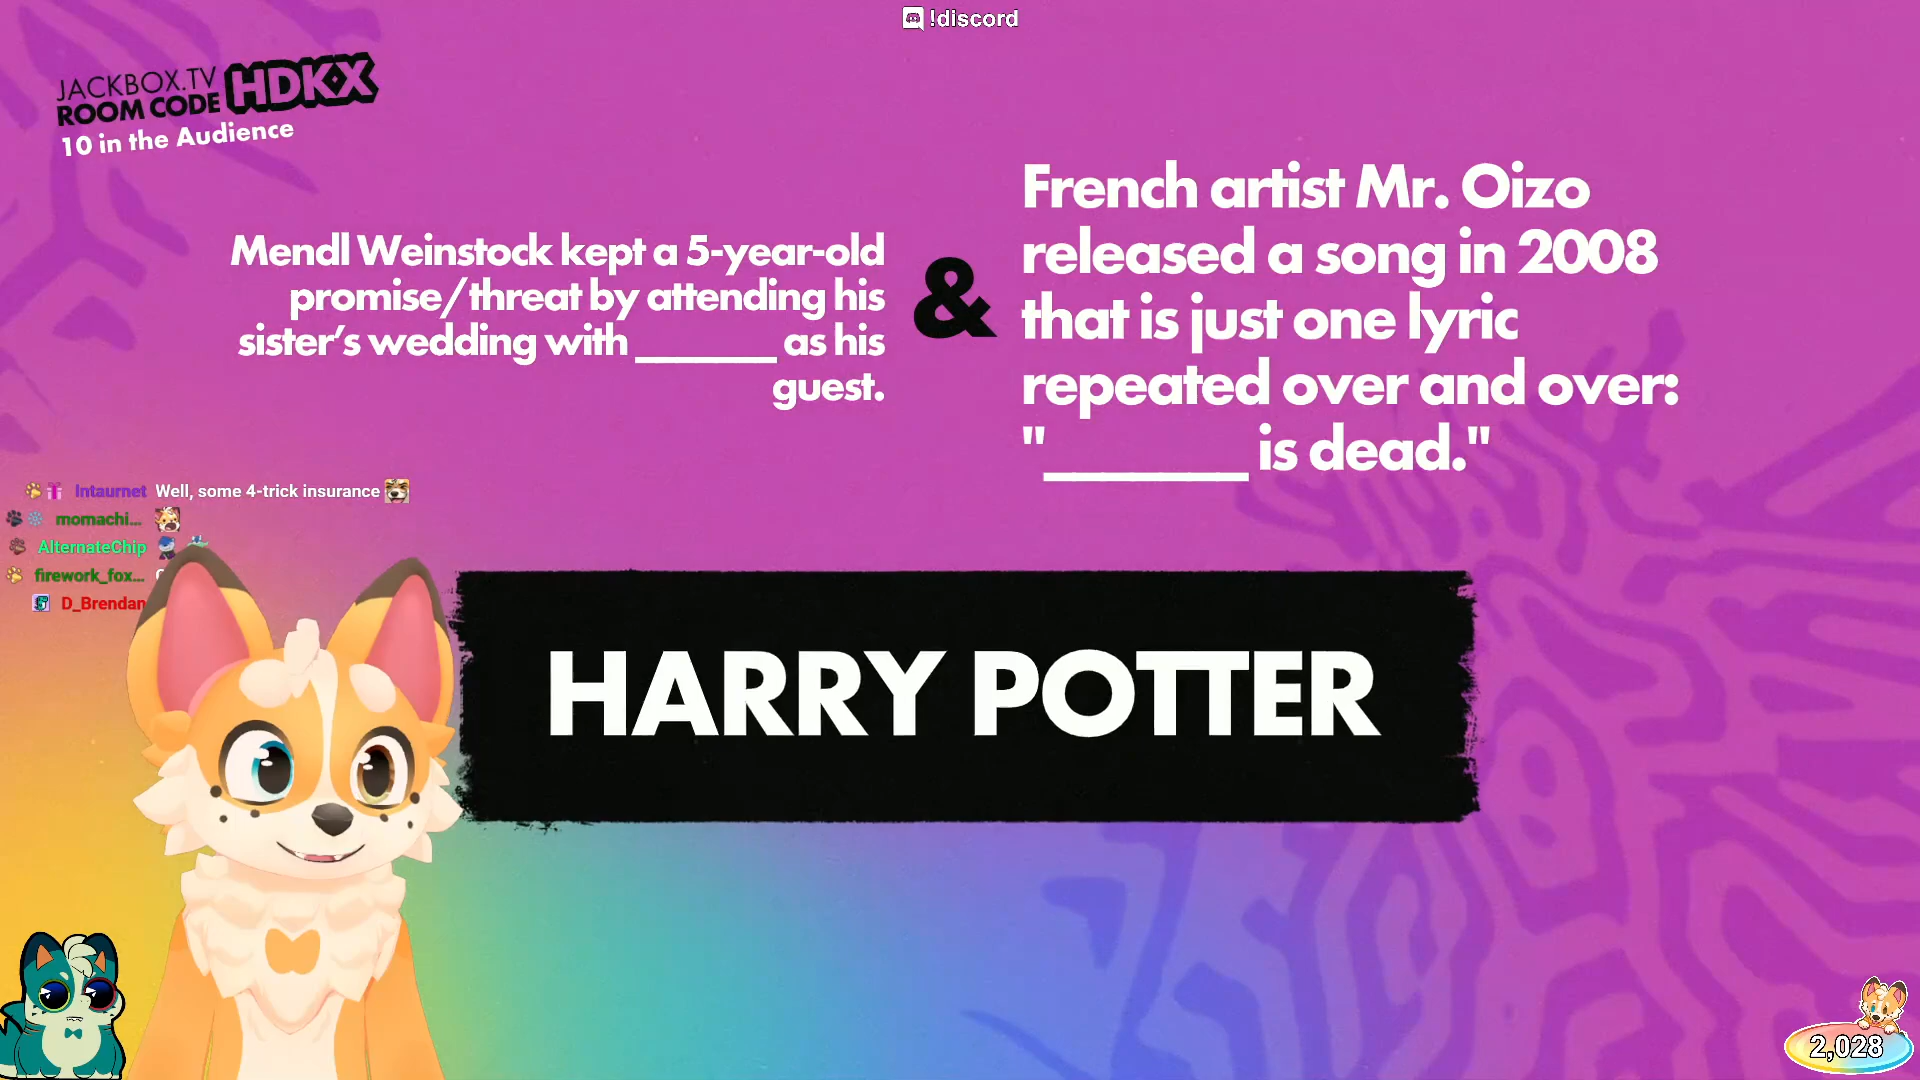 !discord
JACKBOX.TV
ROOM CODE HDKX
10 in the Audience
Mendl Weinstock kept a 5-year-old
promise/threat by attending his
sister's wedding with _______ as his
guest.
&
French artist Mr. Oizo
released a song in 2008
that is just one lyric
repeated over and over:
"_______ is dead."
Intaurnet Well, some 4-trick insurance
momachi...
AlternateChip
firework_fox...
D_Brendan
HARRY POTTER
2,028